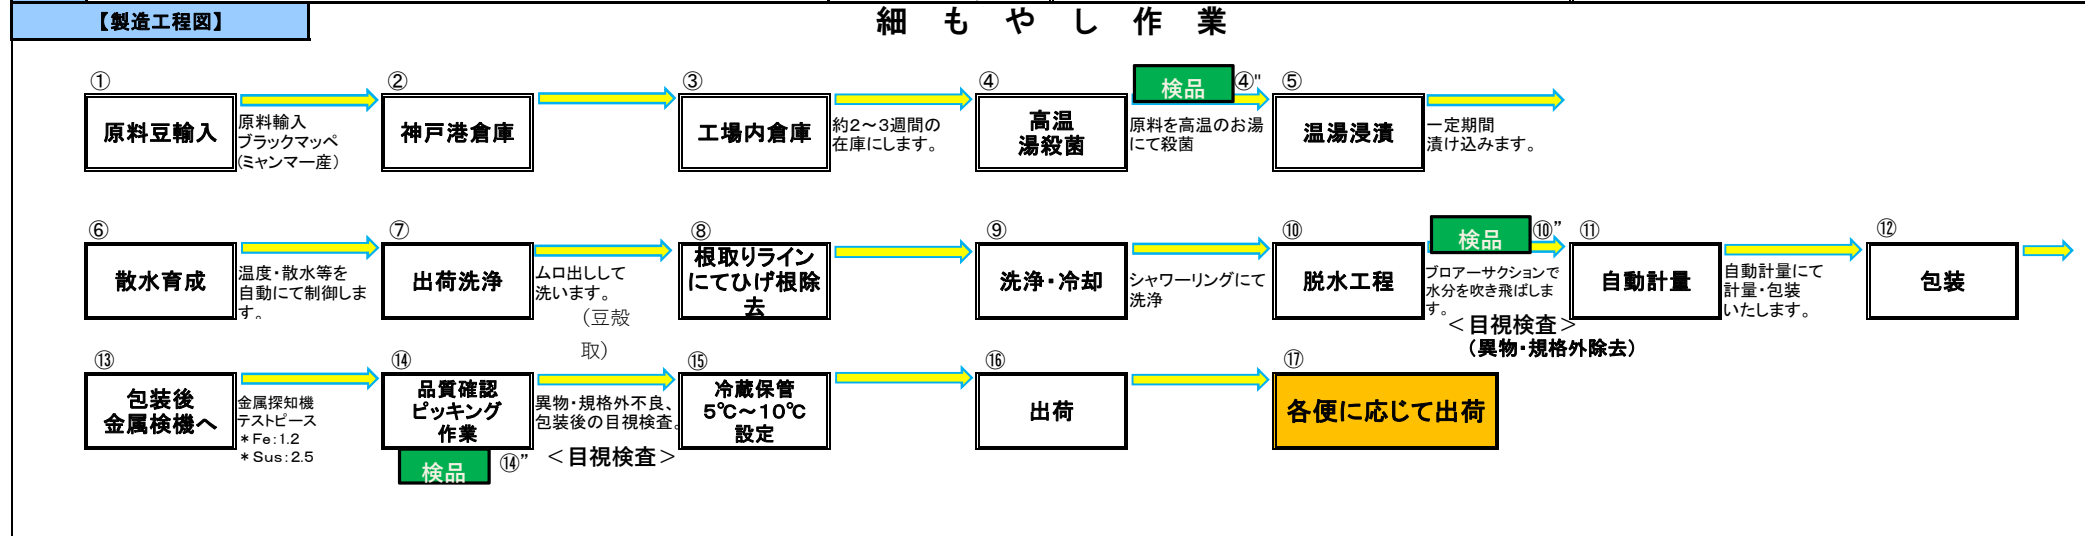 【製造工程図】
細 も や し 作 業
①
原料豆輸入
原料輸入
ブラックマッペ
(ミャンマー産)
②
神戸港倉庫
③
工場内倉庫
約2～3週間の
在庫にします。
④
高温
湯殺菌
検品
④"
原料を高温のお湯
にて殺菌
⑤
温湯浸漬
一定期間
漬け込みます。
⑥
散水育成
温度・散水等を
自動にて制御しま
す。
⑦
出荷洗浄
ムロ出しして
洗います。
（豆殻
取）
⑧
根取りライン
にてひげ根除
去
⑨
洗浄・冷却
シャワーリングにて
洗浄
⑩
脱水工程
検品
⑩”
ブロアーサクションで
水分を吹き飛ばしま
す。
＜目視検査＞
（異物・規格外除去）
⑪
自動計量
自動計量にて
計量・包装
いたします。
⑫
包装
⑬
包装後
金属検機へ
金属探知機
テストピース
＊Fe：1.2
＊Sus：2.5
⑭
品質確認
ピッキング
作業
検品
⑭”
異物・規格外不良、
包装後の目視検査。
＜目視検査＞
⑮
冷蔵保管
5℃～10℃
設定
⑯
出荷
⑰
各便に応じて出荷